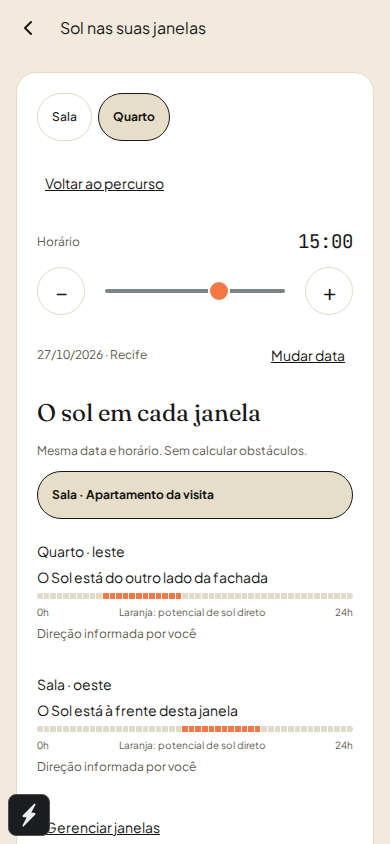 Sol nas suas janelas
Sala
Quarto
Voltar ao percurso
Horário
15:00
−
+
27/10/2026 · Recife
Mudar data
O sol em cada janela
Mesma data e horário. Sem calcular obstáculos.
Sala · Apartamento da visita
Quarto · leste
O Sol está do outro lado da fachada
0h
Laranja: potencial de sol direto
24h
Direção informada por você
Sala · oeste
O Sol está à frente desta janela
0h
Laranja: potencial de sol direto
24h
Direção informada por você
Gerenciar janelas